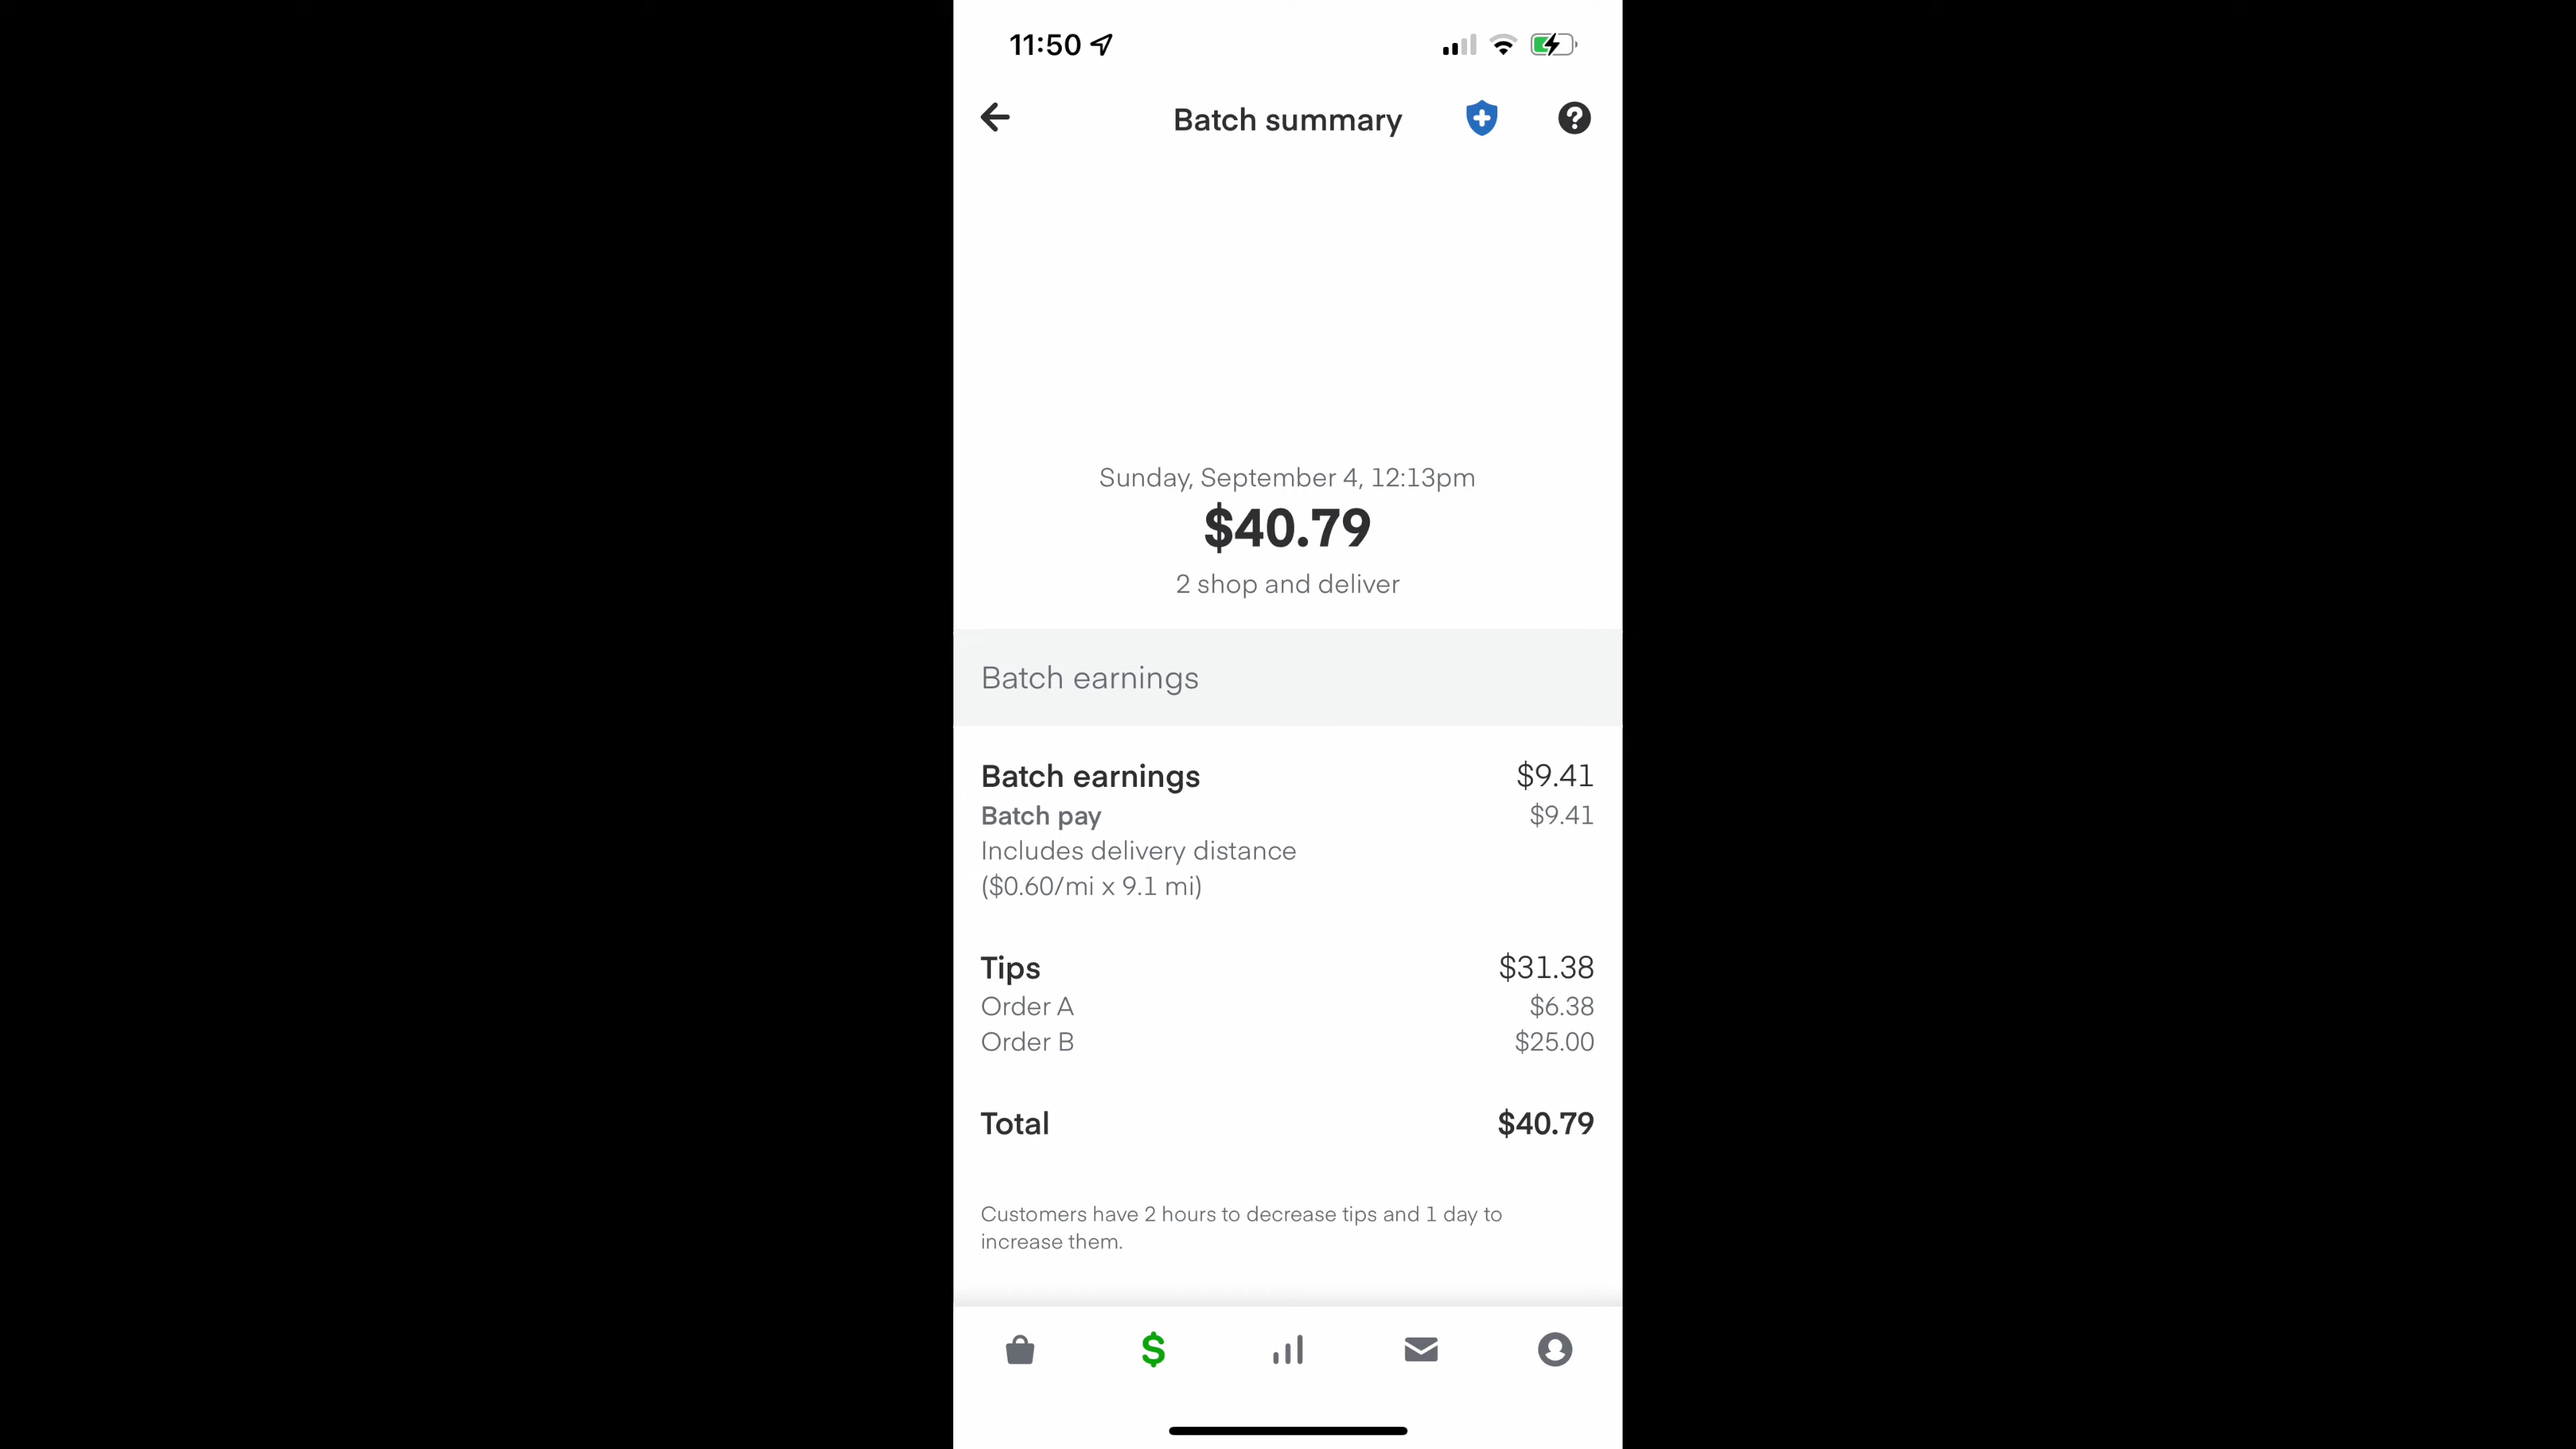 11:50
Batch summary
Sunday, September 4, 12:13pm
$40.79
2 shop and deliver
Batch earnings
Batch earnings $9.41
Batch pay $9.41
Includes delivery distance
($0.60/mi x 9.1 mi)
Tips $31.38
Order A $6.38
Order B $25.00
Total $40.79
Customers have 2 hours to decrease tips and 1 day to
increase them.